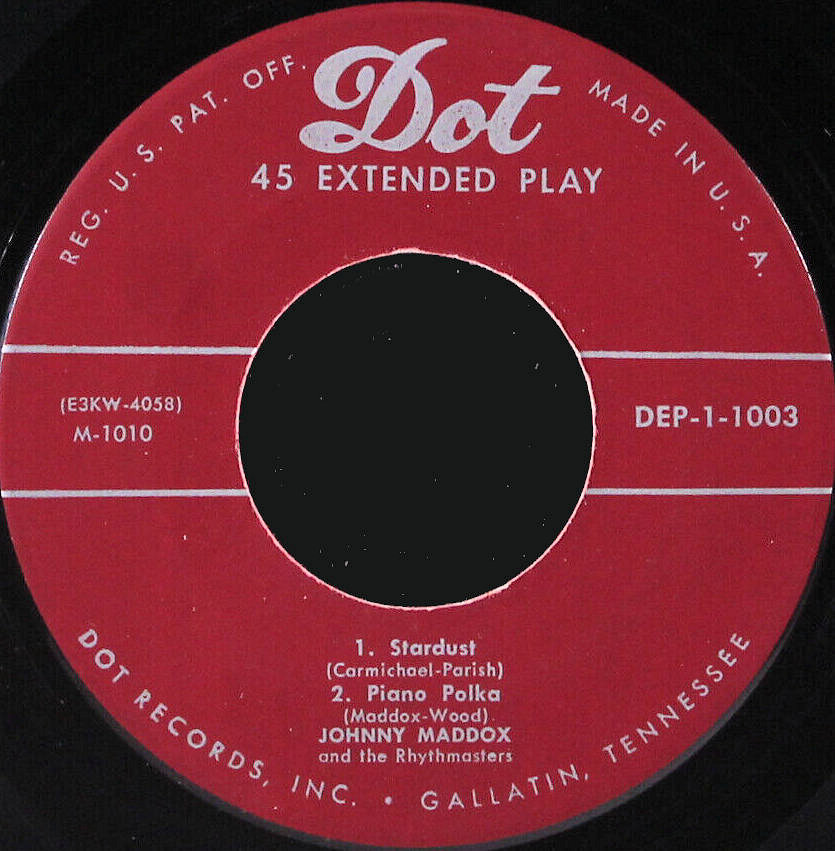 Dot
REG. U. S. PAT. OFF.
MADE IN U. S. A.
45 EXTENDED PLAY
(E3KW-4058)
M-1010
DEP-1-1003
1. Stardust
(Carmichael-Parish)
2. Piano Polka
(Maddox-Wood)
JOHNNY MADDOX
and the Rhythmasters
DOT RECORDS, INC. • GALLATIN, TENNESSEE